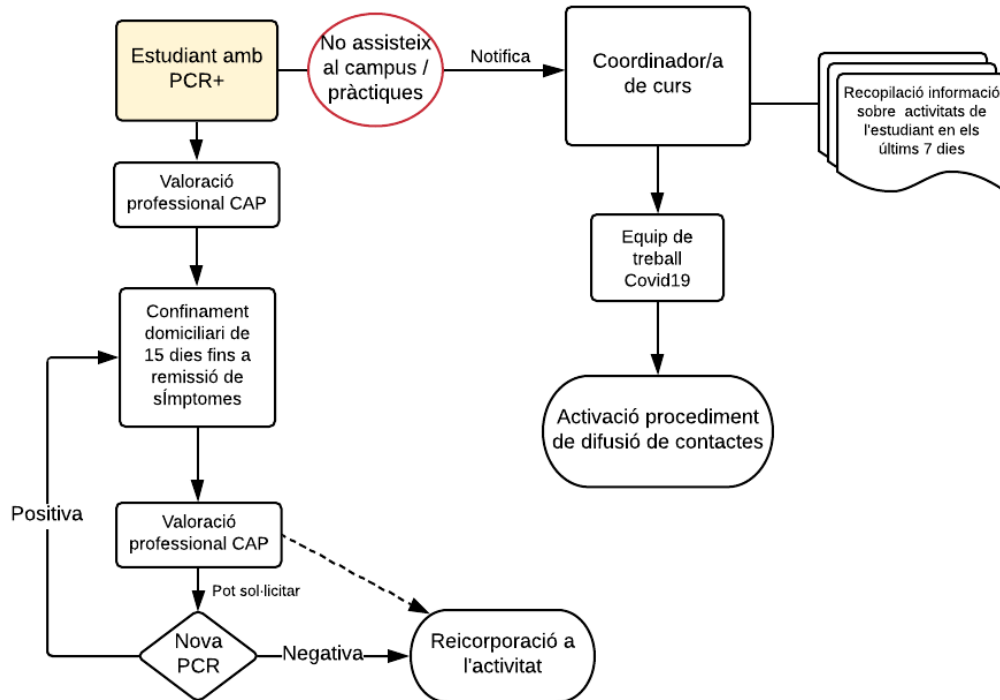 Estudiant amb
PCR+
No assisteix
al campus /
pràctiques
Notifica
Coordinador/a
de curs
Recopilació informació
sobre activitats de
l'estudiant en els
últims 7 dies
Valoració
professional CAP
Equip de
treball
Covid19
Confinament
domiciliari de
15 dies fins a
remissió de
sÍmptomes
Activació procediment
de difusió de contactes
Positiva
Valoració
professional CAP
Pot sol·licitar
Nova
PCR
Negativa
Reicorporació a
l'activitat